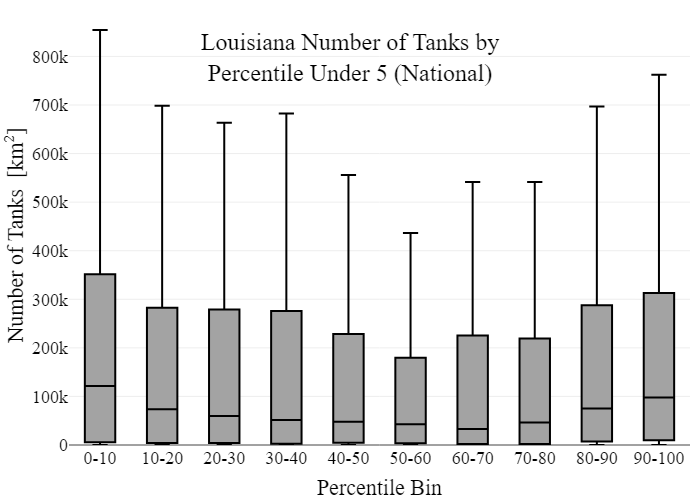 Louisiana Number of Tanks by
Percentile Under 5 (National)
Number of Tanks [km²]
800k
700k
600k
500k
400k
300k
200k
100k
0
0-10 10-20 20-30 30-40 40-50 50-60 60-70 70-80 80-90 90-100
Percentile Bin